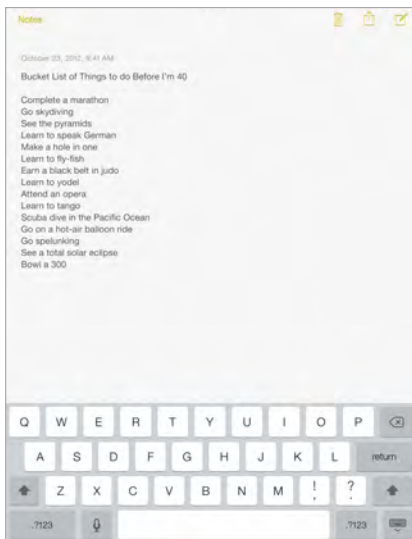 Notes
October 23, 2012, 9:41 AM
Bucket List of Things to do Before I'm 40
Complete a marathon
Go skydiving
See the pyramids
Learn to speak German
Make a hole in one
Learn to fly-fish
Earn a black belt in judo
Learn to yodel
Attend an opera
Learn to tango
Scuba dive in the Pacific Ocean
Go on a hot-air balloon ride
Go spelunking
See a total solar eclipse
Bowl a 300
Q W E R T Y U I O P
A S D F G H J K L return
Z X C V B N M ! , ? .
.?123 .?123